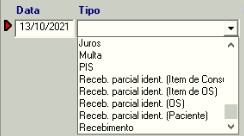 Data Tipo
13/10/2021
Juros
Multa
PIS
Receb. parcial ident. (Item de Consu
Receb. parcial ident. (Item de OS)
Receb. parcial ident. (OS)
Receb. parcial ident. (Paciente)
Recebimento